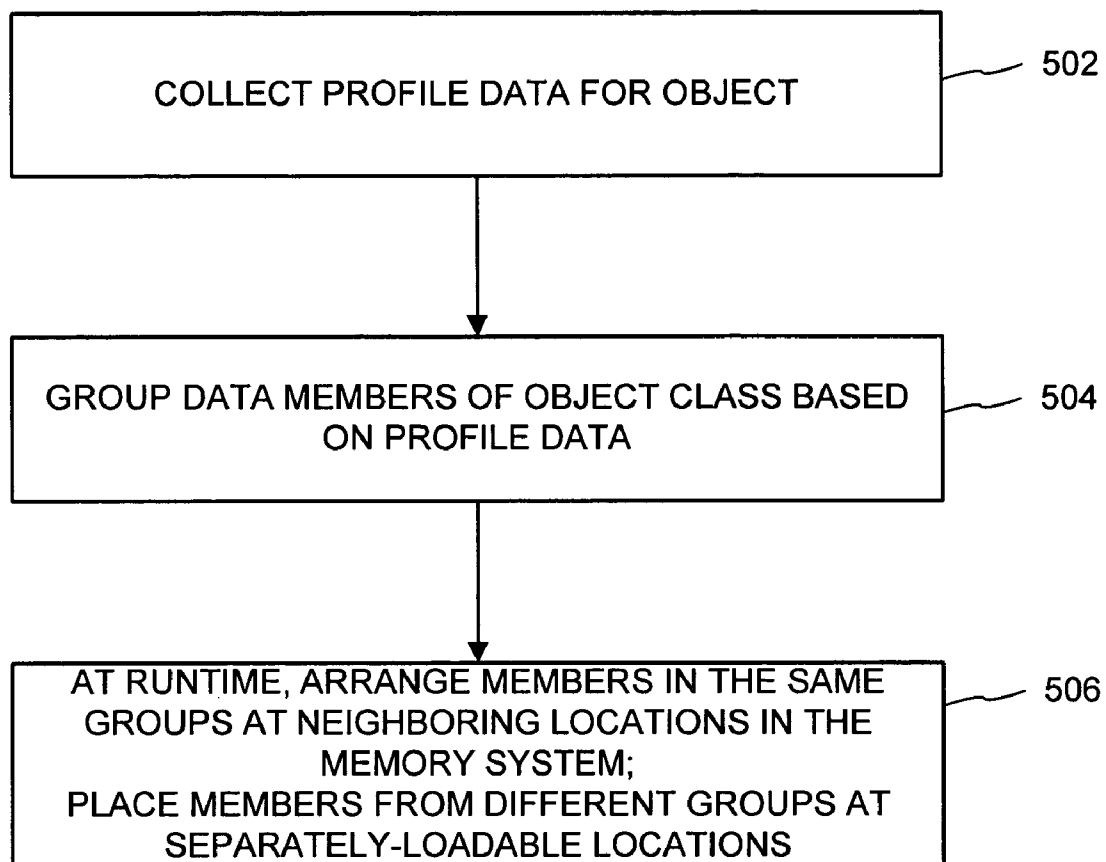 COLLECT PROFILE DATA FOR OBJECT
502
GROUP DATA MEMBERS OF OBJECT CLASS BASED
ON PROFILE DATA
504
AT RUNTIME, ARRANGE MEMBERS IN THE SAME
GROUPS AT NEIGHBORING LOCATIONS IN THE
MEMORY SYSTEM;
PLACE MEMBERS FROM DIFFERENT GROUPS AT
SEPARATELY-LOADABLE LOCATIONS
506